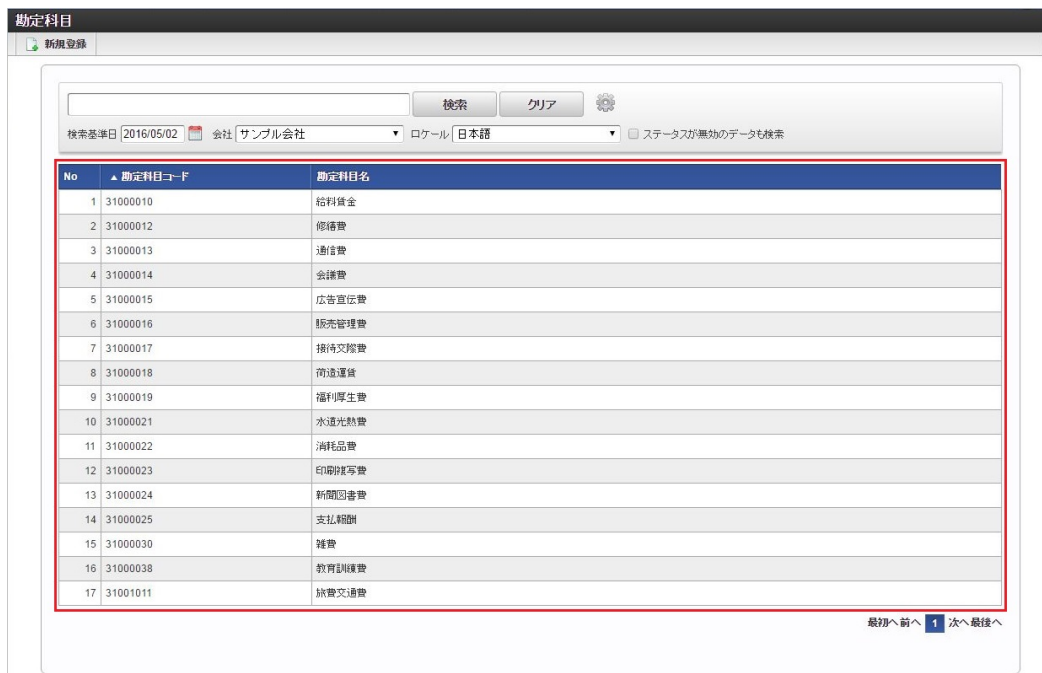 勘定科目
新規登録
検索 クリア
検索基準日 2016/05/02 会社 サンプル会社 ▼ ロケール 日本語 ▼ ステータスが無効のデータも検索
No ▲ 勘定科目コード 勘定科目名
1 31000010 給料賃金
2 31000012 修繕費
3 31000013 通信費
4 31000014 会議費
5 31000015 広告宣伝費
6 31000016 販売管理費
7 31000017 接待交際費
8 31000018 荷造運賃
9 31000019 福利厚生費
10 31000021 水道光熱費
11 31000022 消耗品費
12 31000023 印刷複写費
13 31000024 新聞図書費
14 31000025 支払報酬
15 31000030 雑費
16 31000038 教育訓練費
17 31001011 旅費交通費
最初へ 前へ 1 次へ 最後へ